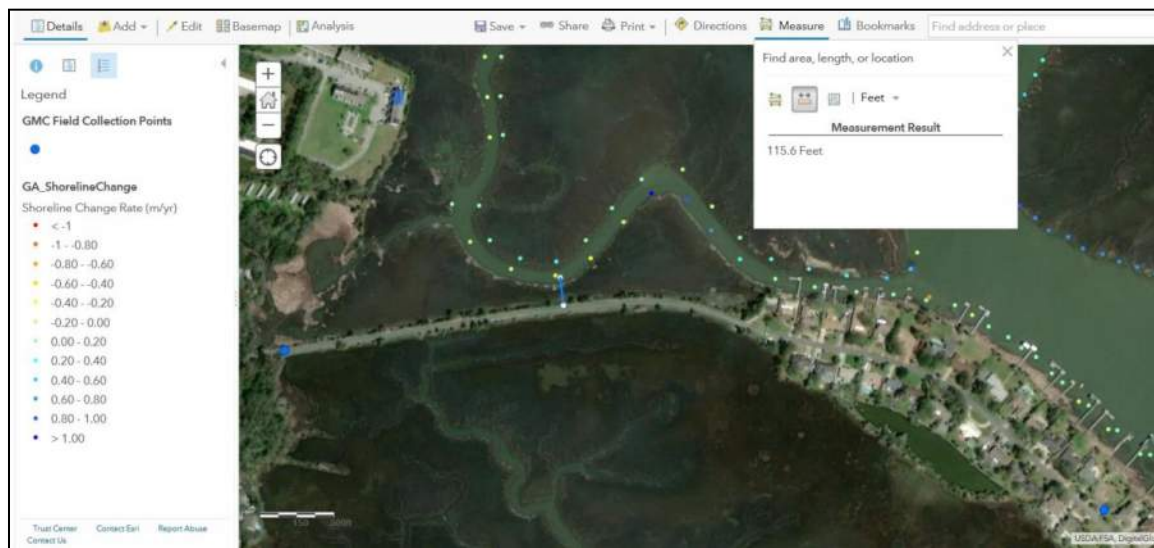 Details Add Edit Basemap Analysis Save Share Print Directions Measure Bookmarks Find address or place
Find area, length, or location
Feet
Measurement Result
115.6 Feet
Legend
GMC Field Collection Points
GA_ShorelineChange
Shoreline Change Rate (m/yr)
< -1
-1 - -0.80
-0.80 - -0.60
-0.60 - -0.40
-0.40 - -0.20
-0.20 - 0.00
0.00 - 0.20
0.20 - 0.40
0.40 - 0.60
0.60 - 0.80
0.80 - 1.00
> 1.00
Trust Center Contact Esri Report Abuse
Contact Us
USDA FSA, DigitalGlo